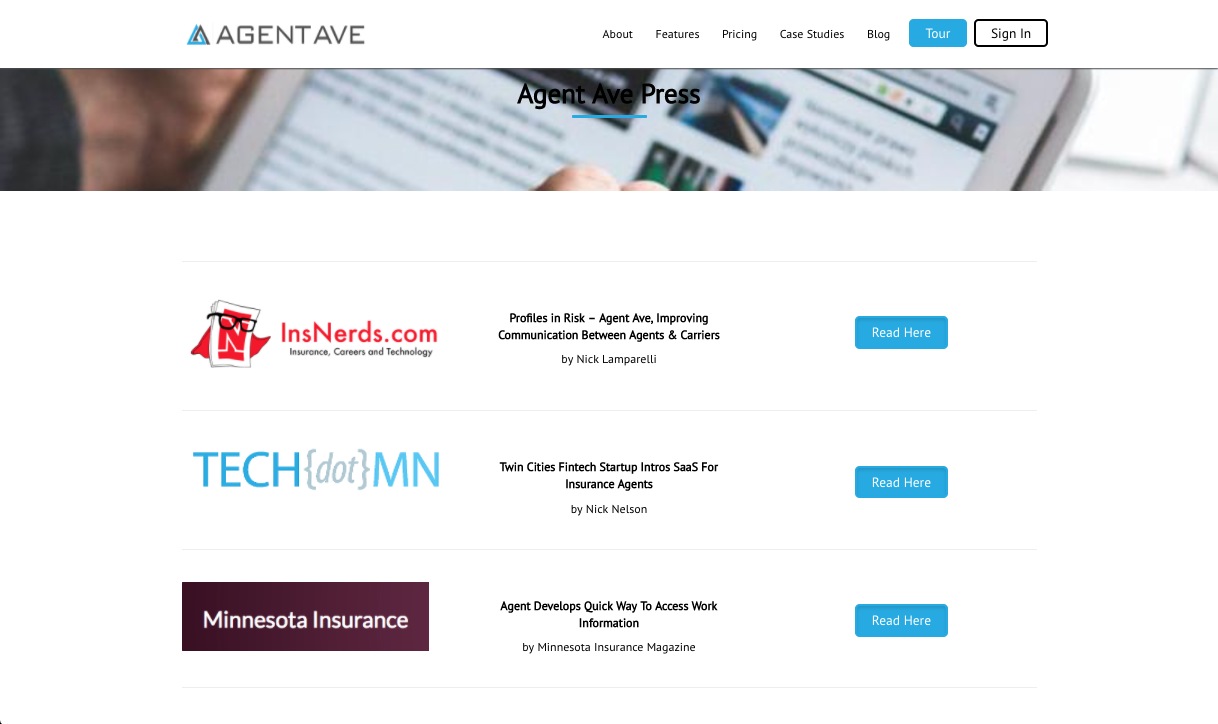 AGENTAVE
About Features Pricing Case Studies Blog Tour Sign In
Agent Ave Press
InsNerds.com
Insurance, Careers and Technology
Profiles in Risk – Agent Ave, Improving
Communication Between Agents & Carriers
by Nick Lamparelli
Read Here
TECH{dot}MN
Twin Cities Fintech Startup Intros SaaS For
Insurance Agents
by Nick Nelson
Read Here
Minnesota Insurance
Agent Develops Quick Way To Access Work
Information
by Minnesota Insurance Magazine
Read Here